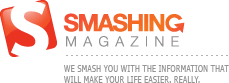 SMASHING
MAGAZINE
WE SMASH YOU WITH THE INFORMATION THAT
WILL MAKE YOUR LIFE EASIER. REALLY.